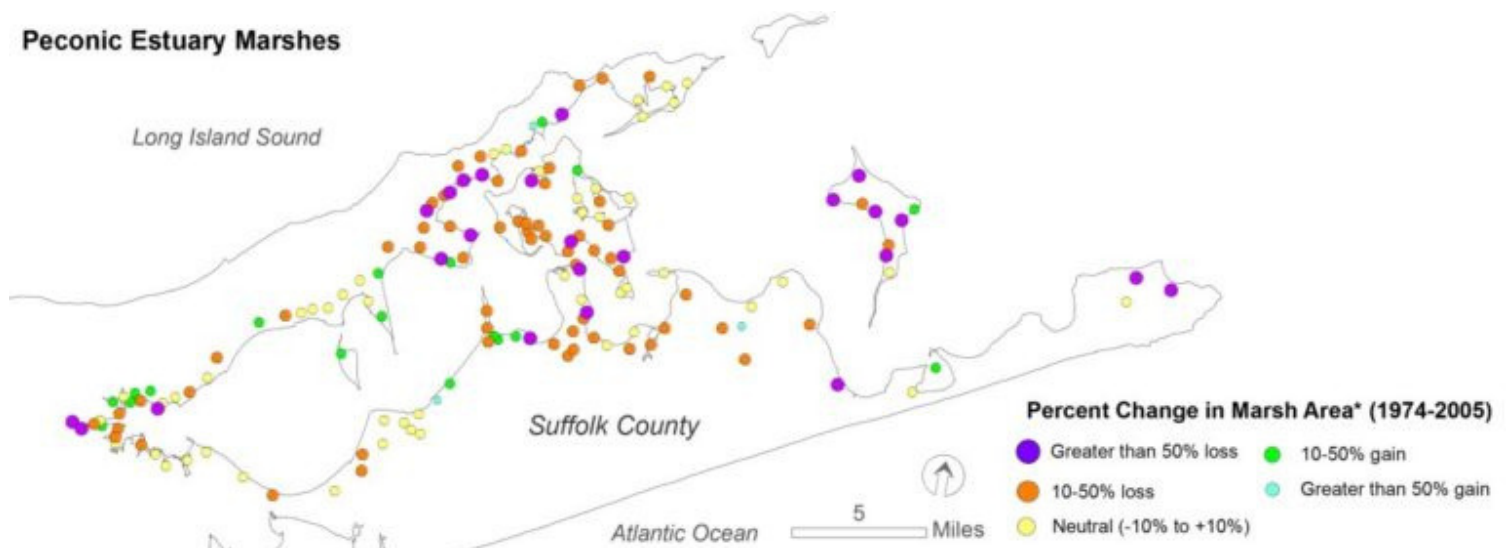 Peconic Estuary Marshes
Long Island Sound
Suffolk County
Atlantic Ocean
5
Miles
Percent Change in Marsh Area* (1974-2005)
Greater than 50% loss
10-50% gain
10-50% loss
Greater than 50% gain
Neutral (-10% to +10%)